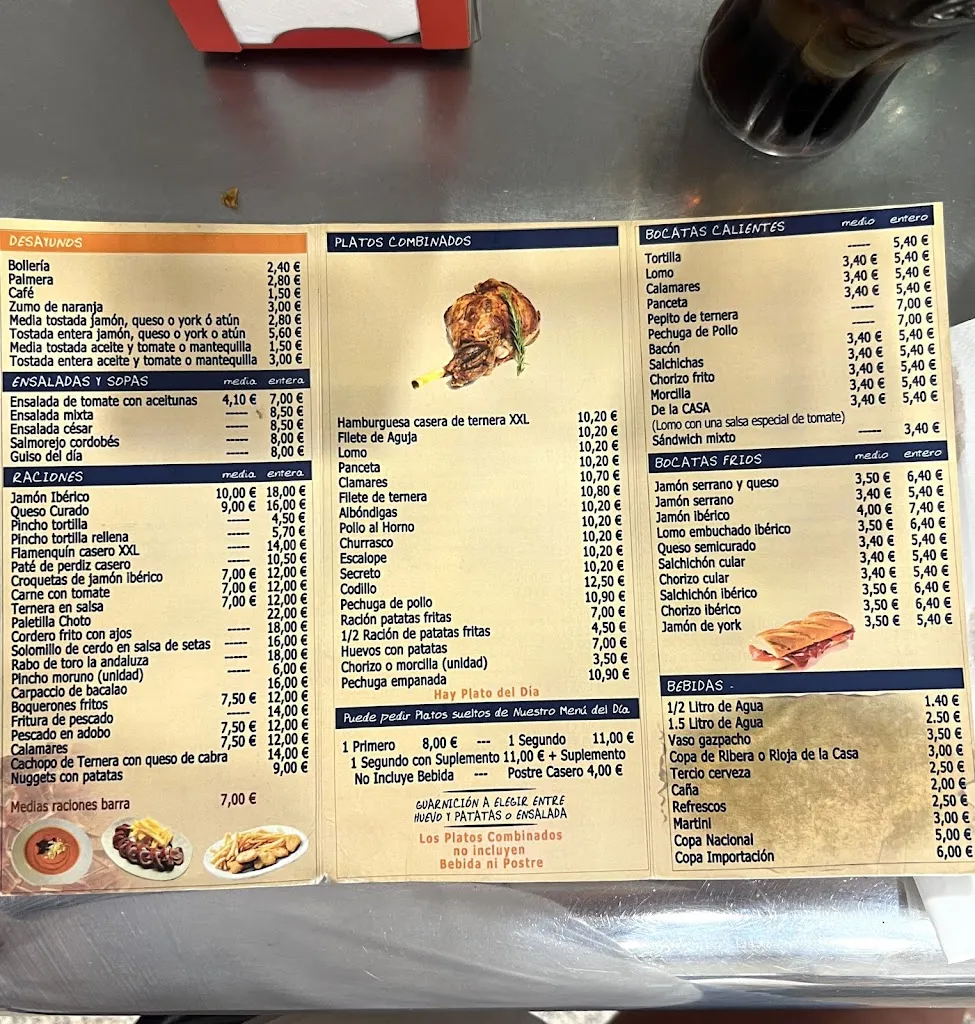 DESAYUNOS
Bollería 2,40 €
Palmera 2,80 €
Café 1,50 €
Zumo de naranja 3,00 €
Media tostada jamón, queso o york ó atún 2,80 €
Tostada entera jamón, queso o york o atún 5,60 €
Media tostada aceite y tomate o mantequilla 1,50 €
Tostada entera aceite y tomate o mantequilla 3,00 €
ENSALADAS Y SOPAS media entera
Ensalada de tomate con aceitunas 4,10 € 7,00 €
Ensalada mixta ---- 8,50 €
Ensalada césar ---- 8,50 €
Salmorejo cordobés ---- 8,00 €
Guiso del día ---- 8,00 €
RACIONES media entera
Jamón Ibérico 10,00 € 18,00 €
Queso Curado 9,00 € 16,00 €
Pincho tortilla ---- 4,50 €
Pincho tortilla rellena ---- 5,70 €
Flamenquín casero XXL ---- 14,00 €
Paté de perdiz casero ---- 10,50 €
Croquetas de jamón ibérico 7,00 € 12,00 €
Carne con tomate 7,00 € 12,00 €
Ternera en salsa 7,00 € 12,00 €
Paletilla Choto 22,00 €
Cordero frito con ajos ---- 18,00 €
Solomillo de cerdo en salsa de setas ---- 16,00 €
Rabo de toro la andaluza ---- 18,00 €
Pincho moruno (unidad) ---- 6,00 €
Carpaccio de bacalao 16,00 €
Boquerones fritos 7,50 € 12,00 €
Fritura de pescado ---- 14,00 €
Pescado en adobo 7,50 € 12,00 €
Calamares 7,50 € 12,00 €
Cachopo de Ternera con queso de cabra 14,00 €
Nuggets con patatas 9,00 €
Medias raciones barra 7,00 €
PLATOS COMBINADOS
Hamburguesa casera de ternera XXL 10,20 €
Filete de Aguja 10,20 €
Lomo 10,20 €
Panceta 10,20 €
Clamares 10,70 €
Filete de ternera 10,80 €
Albóndigas 10,20 €
Pollo al Horno 10,20 €
Churrasco 10,20 €
Escalope 10,20 €
Secreto 10,20 €
Codillo 12,50 €
Pechuga de pollo 10,90 €
Ración patatas fritas 7,00 €
1/2 Ración de patatas fritas 4,50 €
Huevos con patatas 7,00 €
Chorizo o morcilla (unidad) 3,50 €
Pechuga empanada 10,90 €
Hay Plato del Día
Puede pedir Platos sueltos de Nuestro Menú del Día
1 Primero 8,00 € --- 1 Segundo 11,00 €
1 Segundo con Suplemento 11,00 € + Suplemento
No Incluye Bebida --- Postre Casero 4,00 €
GUARNICIÓN A ELEGIR ENTRE
HUEVO Y PATATAS O ENSALADA
Los Platos Combinados
no incluyen
Bebida ni Postre
BOCATAS CALIENTES medio entero
Tortilla ---- 5,40 €
Lomo 3,40 € 5,40 €
Calamares 3,40 € 5,40 €
Panceta 3,40 € 5,40 €
Pepito de ternera ---- 7,00 €
Pechuga de Pollo ---- 7,00 €
Bacón 3,40 € 5,40 €
Salchichas 3,40 € 5,40 €
Chorizo frito 3,40 € 5,40 €
Morcilla 3,40 € 5,40 €
De la CASA 3,40 € 5,40 €
(Lomo con una salsa especial de tomate)
Sándwich mixto ---- 3,40 €
BOCATAS FRIOS medio entero
Jamón serrano y queso 3,50 € 6,40 €
Jamón serrano 3,40 € 5,40 €
Jamón ibérico 4,00 € 7,40 €
Lomo embuchado ibérico 3,50 € 6,40 €
Queso semicurado 3,40 € 5,40 €
Salchichón cular 3,40 € 5,40 €
Chorizo cular 3,40 € 5,40 €
Salchichón ibérico 3,50 € 6,40 €
Chorizo ibérico 3,50 € 6,40 €
Jamón de york 3,50 € 5,40 €
BEBIDAS -
1/2 Litro de Agua 1.40 €
1.5 Litro de Agua 2.50 €
Vaso gazpacho 3,50 €
Copa de Ribera o Rioja de la Casa 3,00 €
Tercio cerveza 2,50 €
Caña 2,00 €
Refrescos 2,50 €
Martini 3,00 €
Copa Nacional 5,00 €
Copa Importación 6,00 €